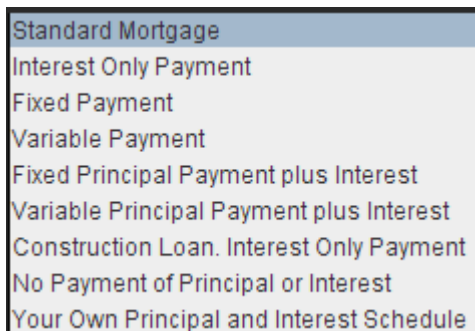 Standard Mortgage
Interest Only Payment
Fixed Payment
Variable Payment
Fixed Principal Payment plus Interest
Variable Principal Payment plus Interest
Construction Loan. Interest Only Payment
No Payment of Principal or Interest
Your Own Principal and Interest Schedule